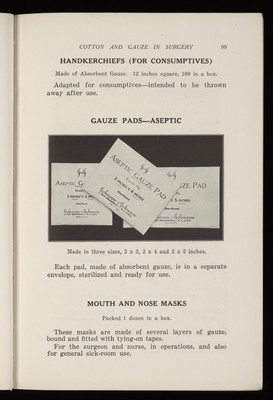 COTTON AND GAUZE IN SURGERY 99
HANDKERCHIEFS (FOR CONSUMPTIVES)
Made of Absorbent Gauze. 12 inches square, 100 in a box.
Adapted for consumptives—intended to be thrown
away after use.
GAUZE PADS—ASEPTIC
ASEPTIC G
ASEPTIC GAUZE PAD
ZE PAD
Johnson & Johnson
Made in three sizes, 3 x 3, 3 x 4 and 3 x 5 inches.
Each pad, made of absorbent gauze, is in a separate
envelope, sterilized and ready for use.
MOUTH AND NOSE MASKS
Packed 1 dozen in a box.
These masks are made of several layers of gauze,
bound and fitted with tying-on tapes.
For the surgeon and nurse, in operations, and also
for general sick-room use.